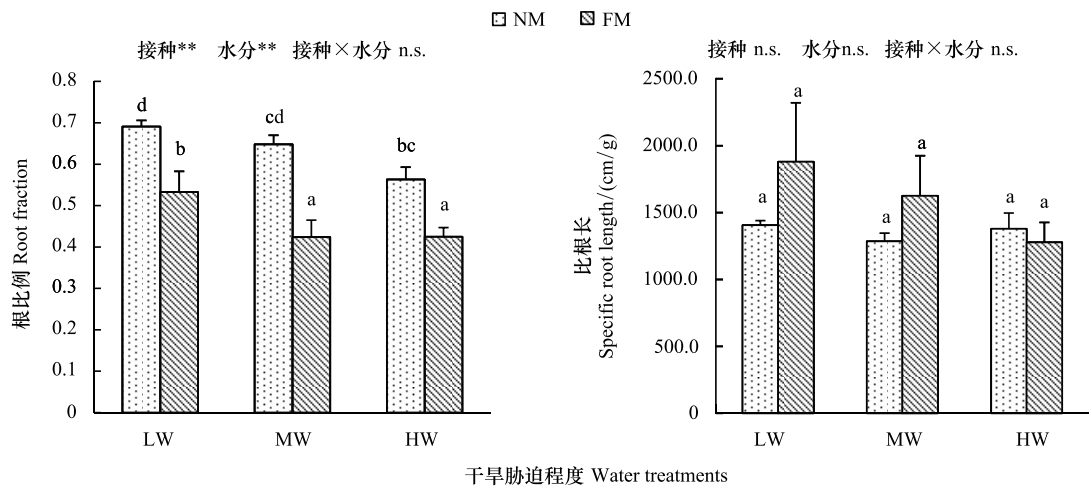 NM FM
接种** 水分** 接种×水分 n.s.
根比例 Root fraction
0.8
0.7
0.6
0.5
0.4
0.3
0.2
0.1
0
d
b
cd
a
bc
a
LW MW HW
接种 n.s. 水分n.s. 接种×水分 n.s.
比根长
Specific root length/(cm/g)
2500.0
2000.0
1500.0
1000.0
500.0
0
a
a
a
a
a
a
LW MW HW
干旱胁迫程度 Water treatments